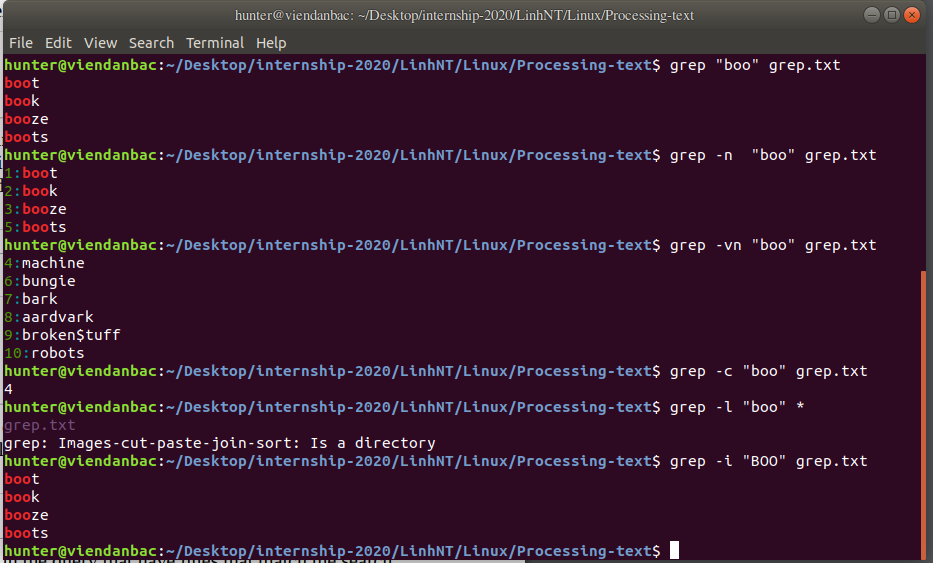 hunter@viendanbac: ~/Desktop/internship-2020/LinhNT/Linux/Processing-text
File Edit View Search Terminal Help
hunter@viendanbac:~/Desktop/internship-2020/LinhNT/Linux/Processing-text$ grep "boo" grep.txt
boot
book
booze
boots
hunter@viendanbac:~/Desktop/internship-2020/LinhNT/Linux/Processing-text$ grep -n  "boo" grep.txt
1:boot
2:book
3:booze
5:boots
hunter@viendanbac:~/Desktop/internship-2020/LinhNT/Linux/Processing-text$ grep -vn "boo" grep.txt
4:machine
6:bungie
7:bark
8:aardvark
9:broken$tuff
10:robots
hunter@viendanbac:~/Desktop/internship-2020/LinhNT/Linux/Processing-text$ grep -c "boo" grep.txt
4
hunter@viendanbac:~/Desktop/internship-2020/LinhNT/Linux/Processing-text$ grep -l "boo" *
grep.txt
grep: Images-cut-paste-join-sort: Is a directory
hunter@viendanbac:~/Desktop/internship-2020/LinhNT/Linux/Processing-text$ grep -i "BOO" grep.txt
boot
book
booze
boots
hunter@viendanbac:~/Desktop/internship-2020/LinhNT/Linux/Processing-text$